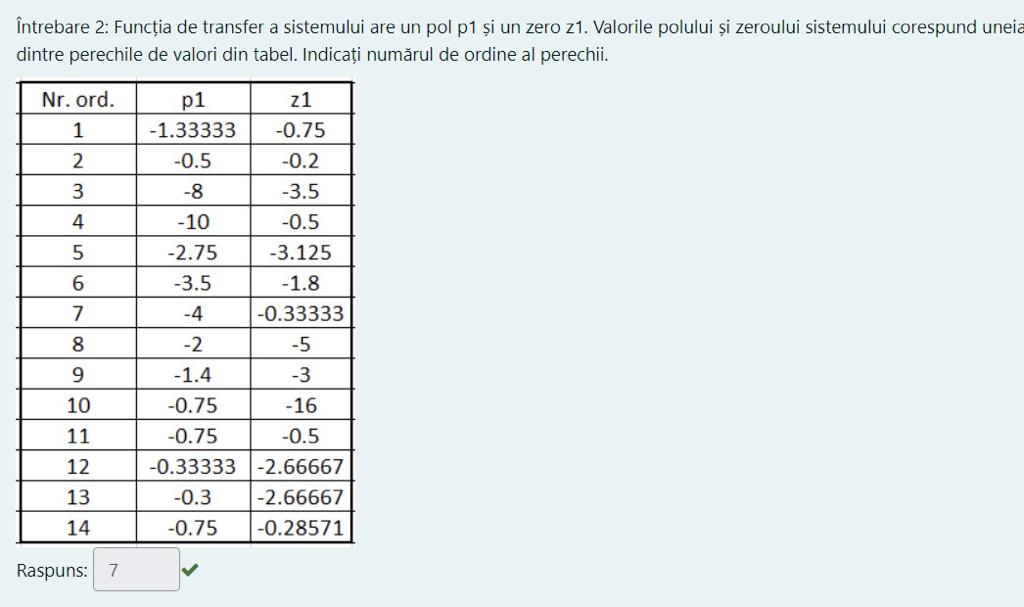 Întrebare 2: Funcția de transfer a sistemului are un pol p1 și un zero z1. Valorile polului și zeroului sistemului corespund uneia
dintre perechile de valori din tabel. Indicați numărul de ordine al perechii.
Nr. ord. p1 z1
1 -1.33333 -0.75
2 -0.5 -0.2
3 -8 -3.5
4 -10 -0.5
5 -2.75 -3.125
6 -3.5 -1.8
7 -4 -0.33333
8 -2 -5
9 -1.4 -3
10 -0.75 -16
11 -0.75 -0.5
12 -0.33333 -2.66667
13 -0.3 -2.66667
14 -0.75 -0.28571
Raspuns: 7